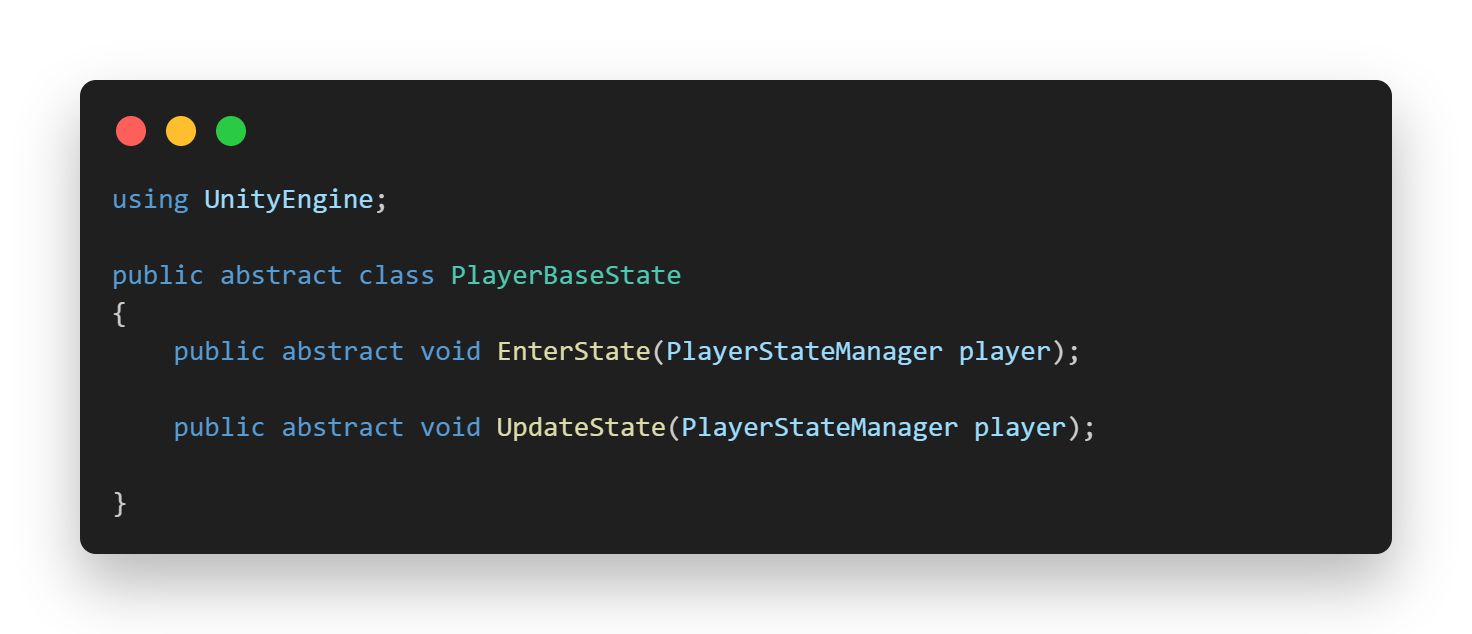 using UnityEngine;
public abstract class PlayerBaseState
{
    public abstract void EnterState(PlayerStateManager player);
    public abstract void UpdateState(PlayerStateManager player);
}